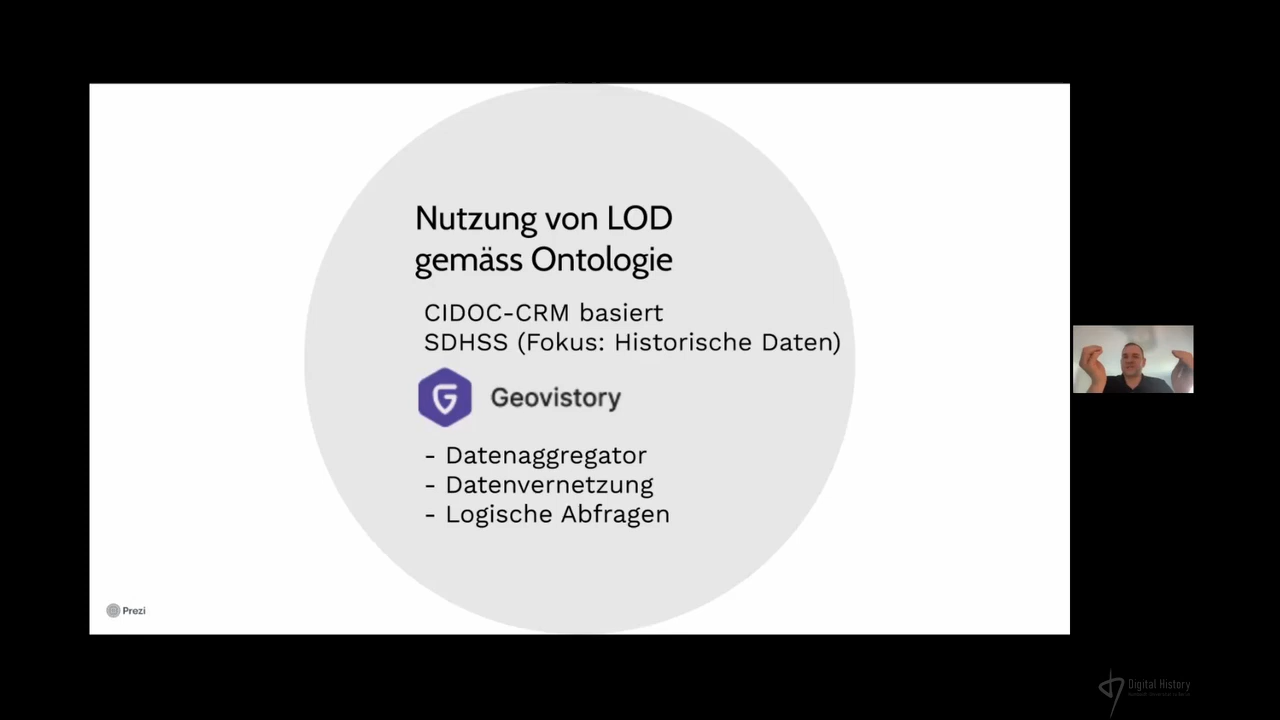 Nutzung von LOD
gemäss Ontologie
CIDOC-CRM basiert
SDHSS (Fokus: Historische Daten)
Geovistory
- Datenaggregator
- Datenvernetzung
- Logische Abfragen
Prezi
Digital History